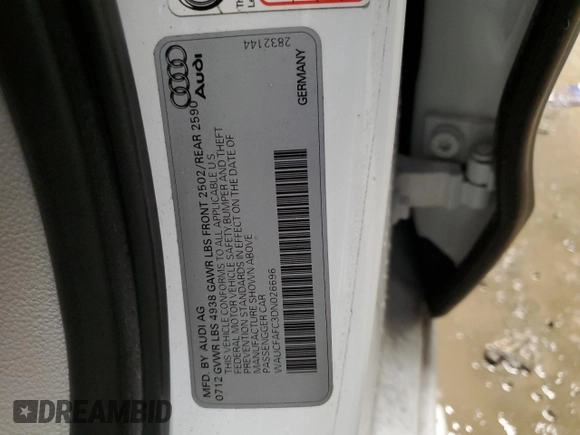 Audi
2832144
GERMANY
MFD. BY AUDI AG
0712 GVWR LBS 4938 GAWR LBS FRONT 2502/REAR 2590
THIS VEHICLE CONFORMS TO ALL APPLICABLE U.S.
FEDERAL MOTOR VEHICLE SAFETY BUMPER AND THEFT
PREVENTION STANDARDS IN EFFECT ON THE DATE OF
MANUFACTURE SHOWN ABOVE
PASSENGGER CAR
WAUCFAFC3DN026696
DREAMBID